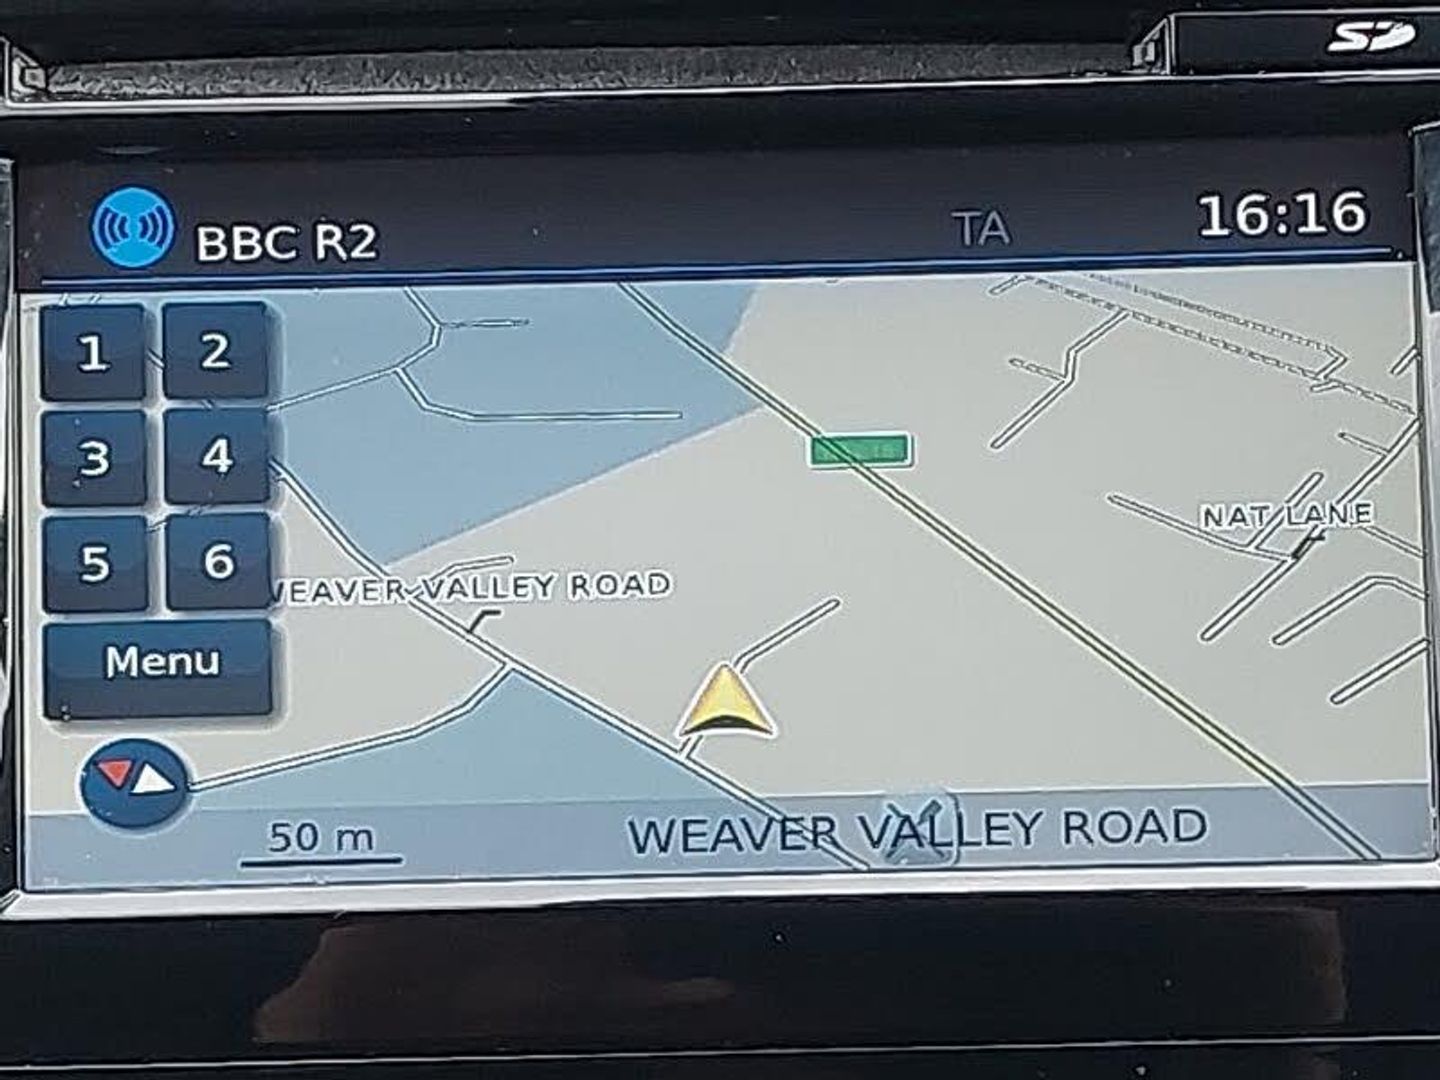 SD
BBC R2
TA
16:16
1
2
3
4
5
6
Menu
NAT LANE
WEAVER VALLEY ROAD
50 m
WEAVER VALLEY ROAD